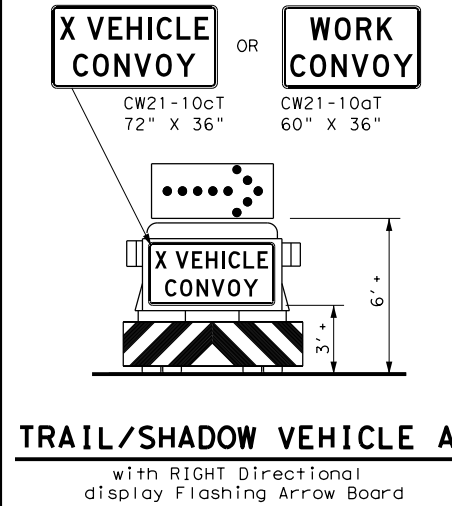 X VEHICLE
CONVOY
OR
WORK
CONVOY
CW21-10cT
72" X 36"
CW21-10aT
60" X 36"
X VEHICLE
CONVOY
6' +
3' +
TRAIL/SHADOW VEHICLE A
with RIGHT Directional
display Flashing Arrow Board